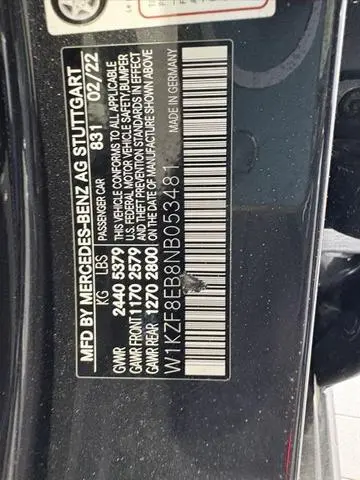 MFD BY MERCEDES-BENZ AG STUTTGART
PASSENGER CAR 831 02/22
KG LBS
GVWR 2440 5379
GAWR FRONT 1170 2579
GAWR REAR 1270 2800
THIS VEHICLE CONFORMS TO ALL APPLICABLE
U.S. FEDERAL MOTOR VEHICLE SAFETY,BUMPER
AND THEFT PREVENTION STANDARDS IN EFFECT
ON THE DATE OF MANUFACTURE SHOWN ABOVE
MADE IN GERMANY
W1KZF8EB8NB053481